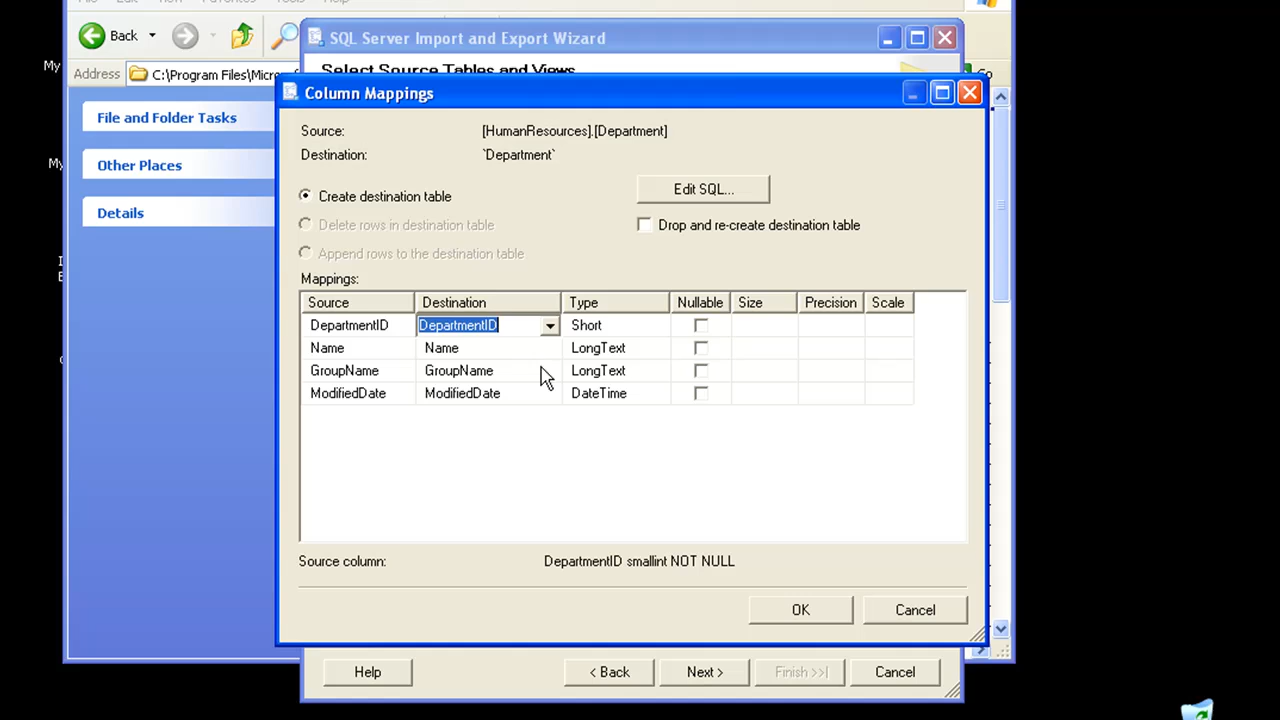 Back
SQL Server Import and Export Wizard
My
Address C:\Program Files\Micro
Select Source Tables and Views
Column Mappings
File and Folder Tasks
Other Places
Details
Source: [HumanResources].[Department]
Destination: `Department`
Create destination table
Edit SQL...
Delete rows in destination table
Drop and re-create destination table
Append rows to the destination table
Mappings:
Source Destination Type Nullable Size Precision Scale
DepartmentID DepartmentID Short
Name Name LongText
GroupName GroupName LongText
ModifiedDate ModifiedDate DateTime
Source column: DepartmentID smallint NOT NULL
OK Cancel
Help < Back Next > Finish >>| Cancel